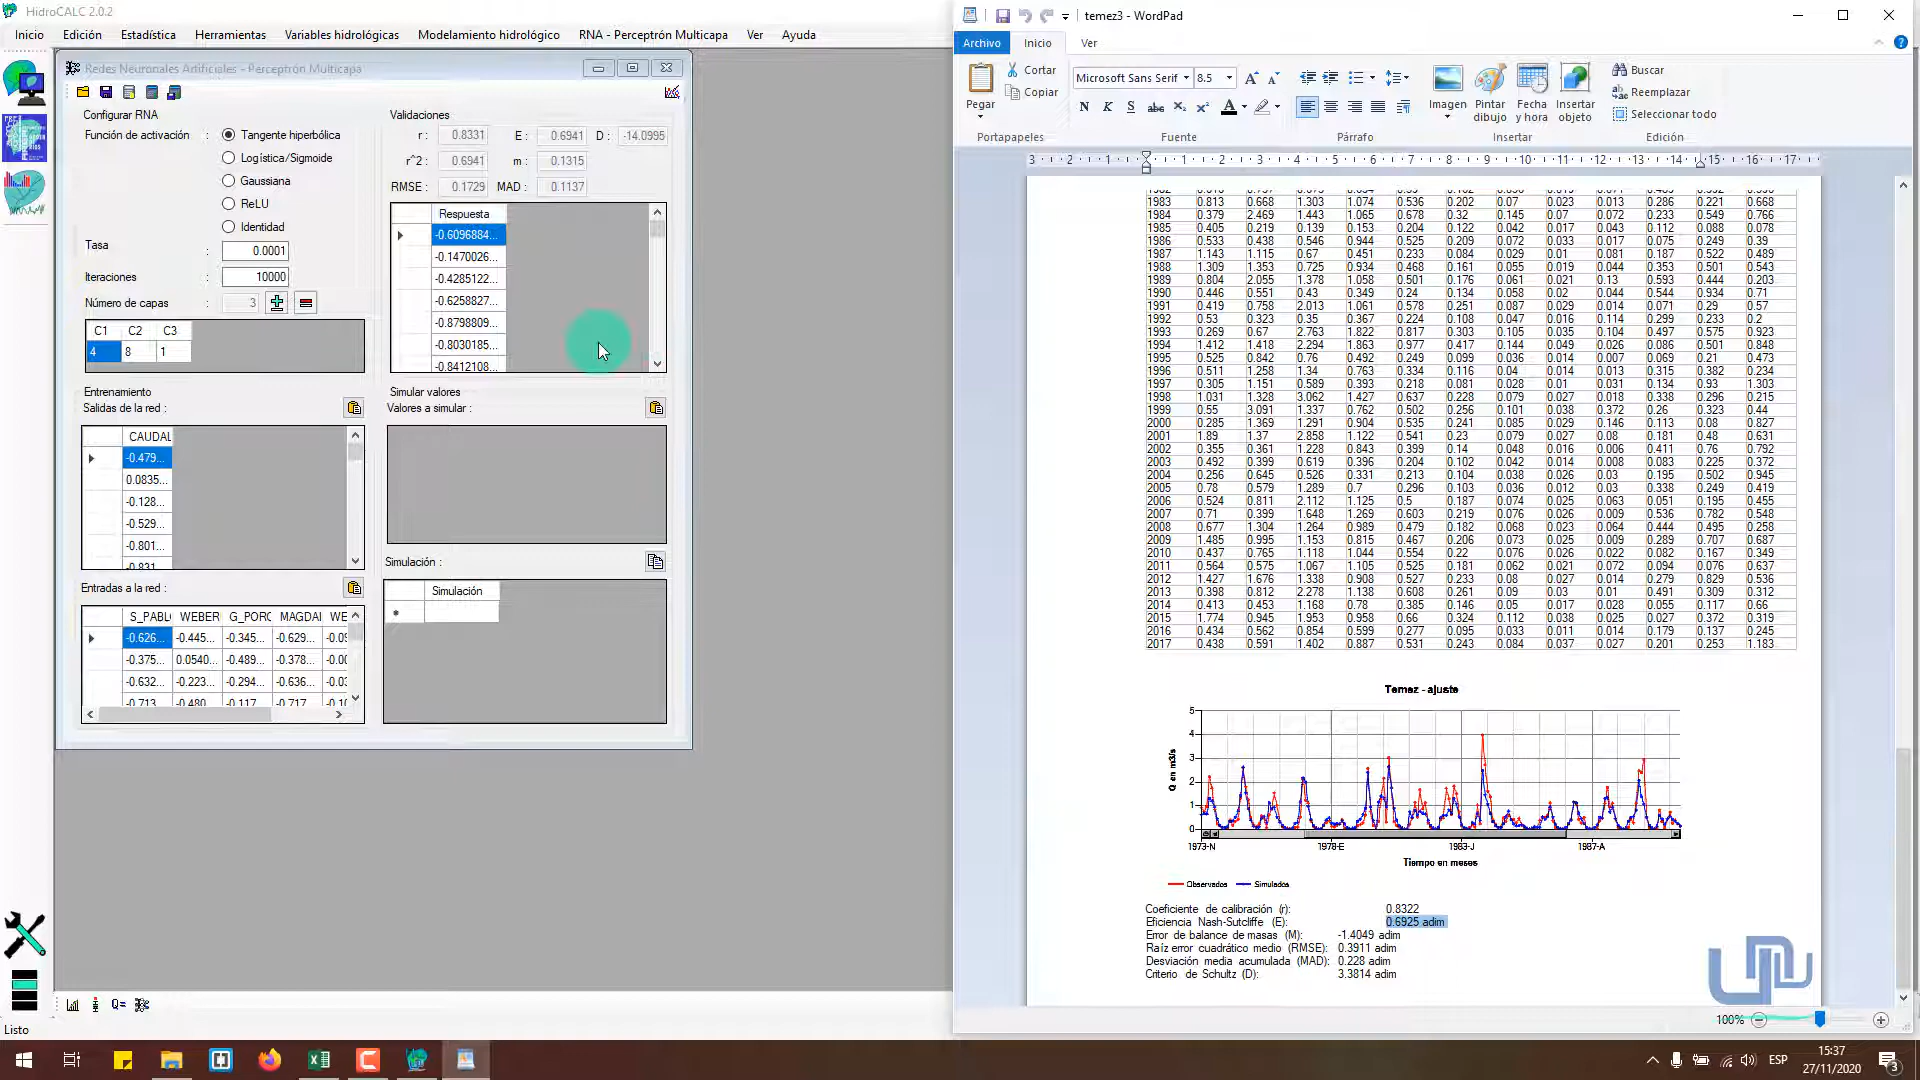 HidroCALC 2.0.2
Inicio Edición Estadística Herramientas Variables hidrológicas Modelamiento hidrológico RNA - Perceptrón Multicapa Ver Ayuda
Redes Neuronales Artificiales - Perceptrón Multicapa
Configurar RNA
Función de activación :
Tangente hiperbólica
Logística/Sigmoide
Gaussiana
ReLU
Identidad
Tasa : 0.0001
Iteraciones : 10000
Número de capas : 3
C1 C2 C3
4 8 1
Entrenamiento
Salidas de la red :
CAUDAL
-0.479...
0.0835...
-0.128...
-0.529...
-0.801...
-0.831
Entradas a la red :
S_PABL WEBER G_PORC MAGDAL WE
-0.626... -0.445... -0.345... -0.629... -0.09
-0.375... 0.0540... -0.489... -0.378... -0.00
-0.632... -0.223... -0.294... -0.636... -0.03
-0.713 -0.480 -0.117 -0.717 -0.10
Validaciones
r : 0.8331 E : 0.6941 D : -14.0995
r^2 : 0.6941 m : 0.1315
RMSE : 0.1729 MAD : 0.1137
Respuesta
-0.6096884...
-0.1470026...
-0.4285122...
-0.6258827...
-0.8798809...
-0.8030185...
-0.8412108...
Simular valores
Valores a simular :
Simulación :
Simulación
Q=
Listo
temez3 - WordPad
Archivo Inicio Ver
Pegar
Cortar
Copiar
Portapapeles
Microsoft Sans Serif 8.5
N K S abc X₂ X² A
Fuente
Párrafo
Imagen
Pintar dibujo
Fecha y hora
Insertar objeto
Insertar
Buscar
Reemplazar
Seleccionar todo
Edición
3 2 1 1 2 3 4 5 6 7 8 9 10 11 12 13 14 15 16 17
1983 0.813 0.668 1.303 1.074 0.536 0.202 0.07 0.023 0.013 0.286 0.221 0.668
1984 0.379 2.469 1.443 1.065 0.678 0.32 0.145 0.07 0.072 0.233 0.549 0.766
1985 0.405 0.219 0.139 0.153 0.204 0.122 0.042 0.017 0.043 0.112 0.088 0.078
1986 0.533 0.438 0.546 0.944 0.525 0.209 0.072 0.033 0.017 0.075 0.249 0.39
1987 1.143 1.115 0.67 0.451 0.233 0.084 0.029 0.01 0.081 0.187 0.522 0.489
1988 1.309 1.353 0.725 0.934 0.468 0.161 0.055 0.019 0.044 0.353 0.501 0.543
1989 0.804 2.055 1.378 1.058 0.501 0.176 0.061 0.021 0.13 0.593 0.444 0.203
1990 0.446 0.551 0.43 0.349 0.24 0.134 0.058 0.02 0.044 0.544 0.934 0.71
1991 0.419 0.758 2.013 1.061 0.578 0.251 0.087 0.029 0.014 0.071 0.29 0.57
1992 0.53 0.323 0.35 0.367 0.224 0.108 0.047 0.016 0.114 0.299 0.233 0.2
1993 0.269 0.67 2.763 1.822 0.817 0.303 0.105 0.035 0.104 0.497 0.575 0.923
1994 1.412 1.418 2.294 1.863 0.977 0.417 0.144 0.049 0.026 0.086 0.501 0.848
1995 0.525 0.842 0.76 0.492 0.249 0.099 0.036 0.014 0.007 0.069 0.21 0.473
1996 0.511 1.258 1.34 0.763 0.334 0.116 0.04 0.014 0.013 0.315 0.382 0.234
1997 0.305 1.151 0.589 0.393 0.218 0.081 0.028 0.01 0.031 0.134 0.93 1.303
1998 1.031 1.328 3.062 1.427 0.637 0.228 0.079 0.027 0.018 0.338 0.296 0.215
1999 0.55 3.091 1.337 0.762 0.502 0.256 0.101 0.038 0.372 0.26 0.323 0.44
2000 0.285 1.369 1.291 0.904 0.535 0.241 0.085 0.029 0.146 0.113 0.08 0.827
2001 1.89 1.37 2.858 1.122 0.541 0.23 0.079 0.027 0.08 0.181 0.48 0.631
2002 0.355 0.361 1.228 0.843 0.399 0.14 0.048 0.016 0.006 0.411 0.76 0.792
2003 0.492 0.399 0.619 0.396 0.204 0.102 0.042 0.014 0.008 0.083 0.225 0.372
2004 0.256 0.645 0.526 0.331 0.213 0.104 0.038 0.026 0.03 0.195 0.502 0.945
2005 0.78 0.579 1.289 0.7 0.296 0.103 0.036 0.012 0.03 0.338 0.249 0.419
2006 0.524 0.811 2.112 1.125 0.5 0.187 0.074 0.025 0.063 0.051 0.195 0.455
2007 0.71 0.399 1.648 1.269 0.603 0.219 0.076 0.026 0.009 0.536 0.782 0.548
2008 0.677 1.304 1.264 0.989 0.479 0.182 0.068 0.023 0.064 0.444 0.495 0.258
2009 1.485 0.995 1.153 0.815 0.467 0.206 0.073 0.025 0.009 0.289 0.707 0.687
2010 0.437 0.765 1.118 1.044 0.554 0.22 0.076 0.026 0.022 0.082 0.167 0.349
2011 0.564 0.575 1.067 1.105 0.525 0.181 0.062 0.021 0.072 0.094 0.076 0.637
2012 1.427 1.676 1.338 0.908 0.527 0.233 0.08 0.027 0.014 0.279 0.829 0.536
2013 0.398 0.812 2.278 1.138 0.608 0.261 0.09 0.03 0.01 0.491 0.309 0.312
2014 0.413 0.453 1.168 0.78 0.385 0.146 0.05 0.017 0.028 0.055 0.117 0.66
2015 1.774 0.945 1.953 0.958 0.66 0.324 0.112 0.038 0.025 0.027 0.372 0.319
2016 0.434 0.562 0.854 0.599 0.277 0.095 0.033 0.011 0.014 0.179 0.137 0.245
2017 0.438 0.591 1.402 0.887 0.531 0.243 0.084 0.037 0.027 0.201 0.253 1.183
Temez - ajuste
Q en m3/s
5
4
3
2
1
0
1973-N 1978-E 1983-J 1987-A
Tiempo en meses
Observados Simulados
Coeficiente de calibración (r): 0.8322
Eficiencia Nash-Sutcliffe (E): 0.6925 adim
Error de balance de masas (M): -1.4049 adim
Raíz error cuadrático medio (RMSE): 0.3911 adim
Desviación media acumulada (MAD): 0.228 adim
Criterio de Schultz (D): 3.3814 adim
100%
ESP
15:37
27/11/2020
3